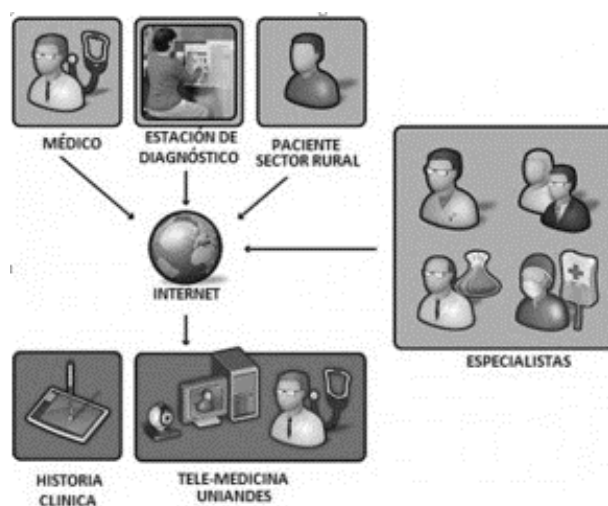 MÉDICO
ESTACIÓN DE
DIAGNÓSTICO
PACIENTE
SECTOR RURAL
INTERNET
ESPECIALISTAS
HISTORIA
CLINICA
TELE-MEDICINA
UNIANDES